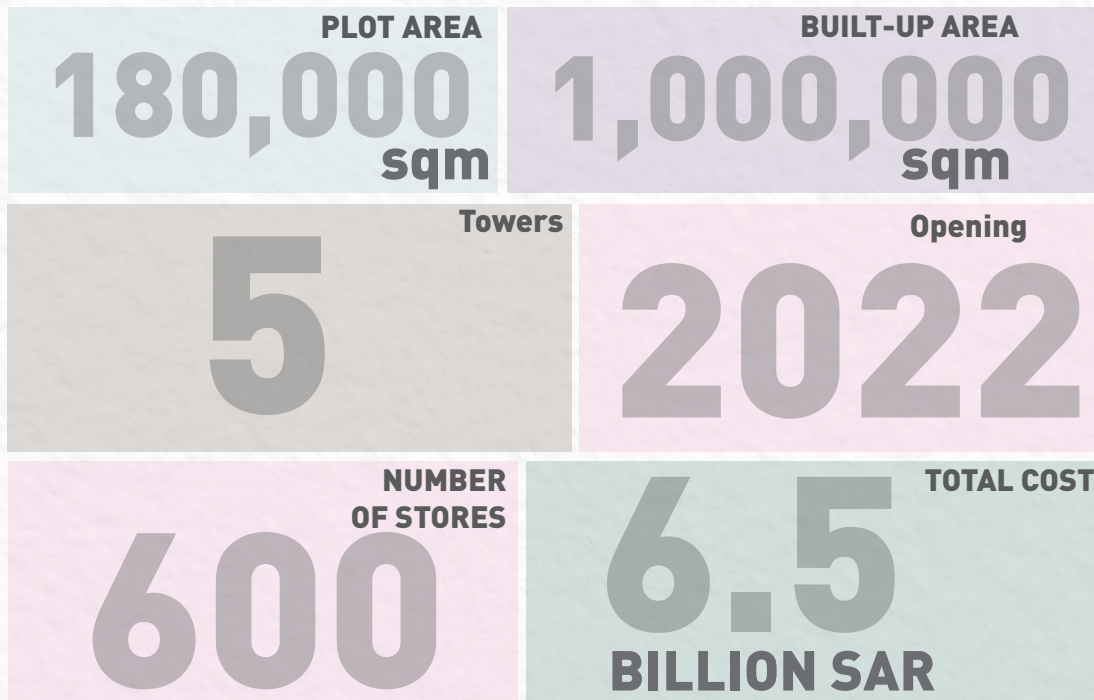 PLOT AREA
180,000
sqm
BUILT-UP AREA
1,000,000
sqm
Towers
5
Opening
2022
NUMBER
OF STORES
600
TOTAL COST
6.5
BILLION SAR